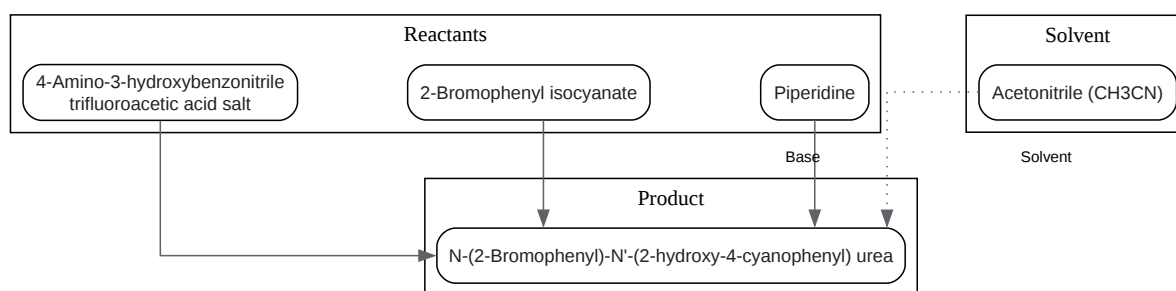 Reactants
4-Amino-3-hydroxybenzonitrile
trifluoroacetic acid salt
2-Bromophenyl isocyanate
Piperidine
Solvent
Acetonitrile (CH3CN)
Base
Solvent
Product
N-(2-Bromophenyl)-N'-(2-hydroxy-4-cyanophenyl) urea